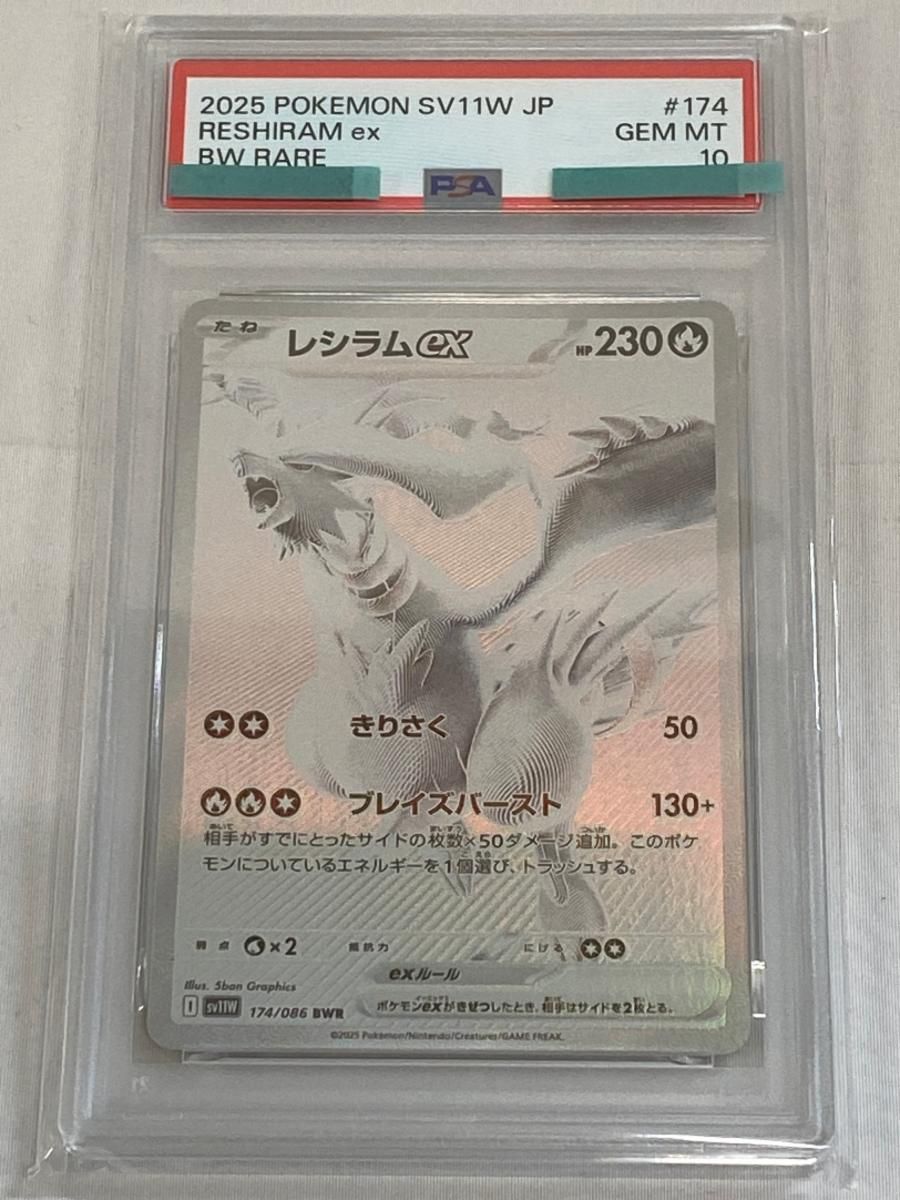 2025 POKEMON SV11W JP #174
RESHIRAM ex GEM MT
BW RARE 10
PSA
たね レシラムex HP 230
きりさく 50
ブレイズバースト 130+
相手がすでにとったサイドの枚数×50ダメージ追加。このポケ
モンについているエネルギーを1個選び、トラッシュする。
弱点 ×2 抵抗力 にげる
exルール
ポケモンexがきぜつしたとき、相手はサイドを2枚とる。
Illus. 5ban Graphics
I SV11W 174/086 BWR
©2025 Pokémon/Nintendo/Creatures/GAME FREAK.